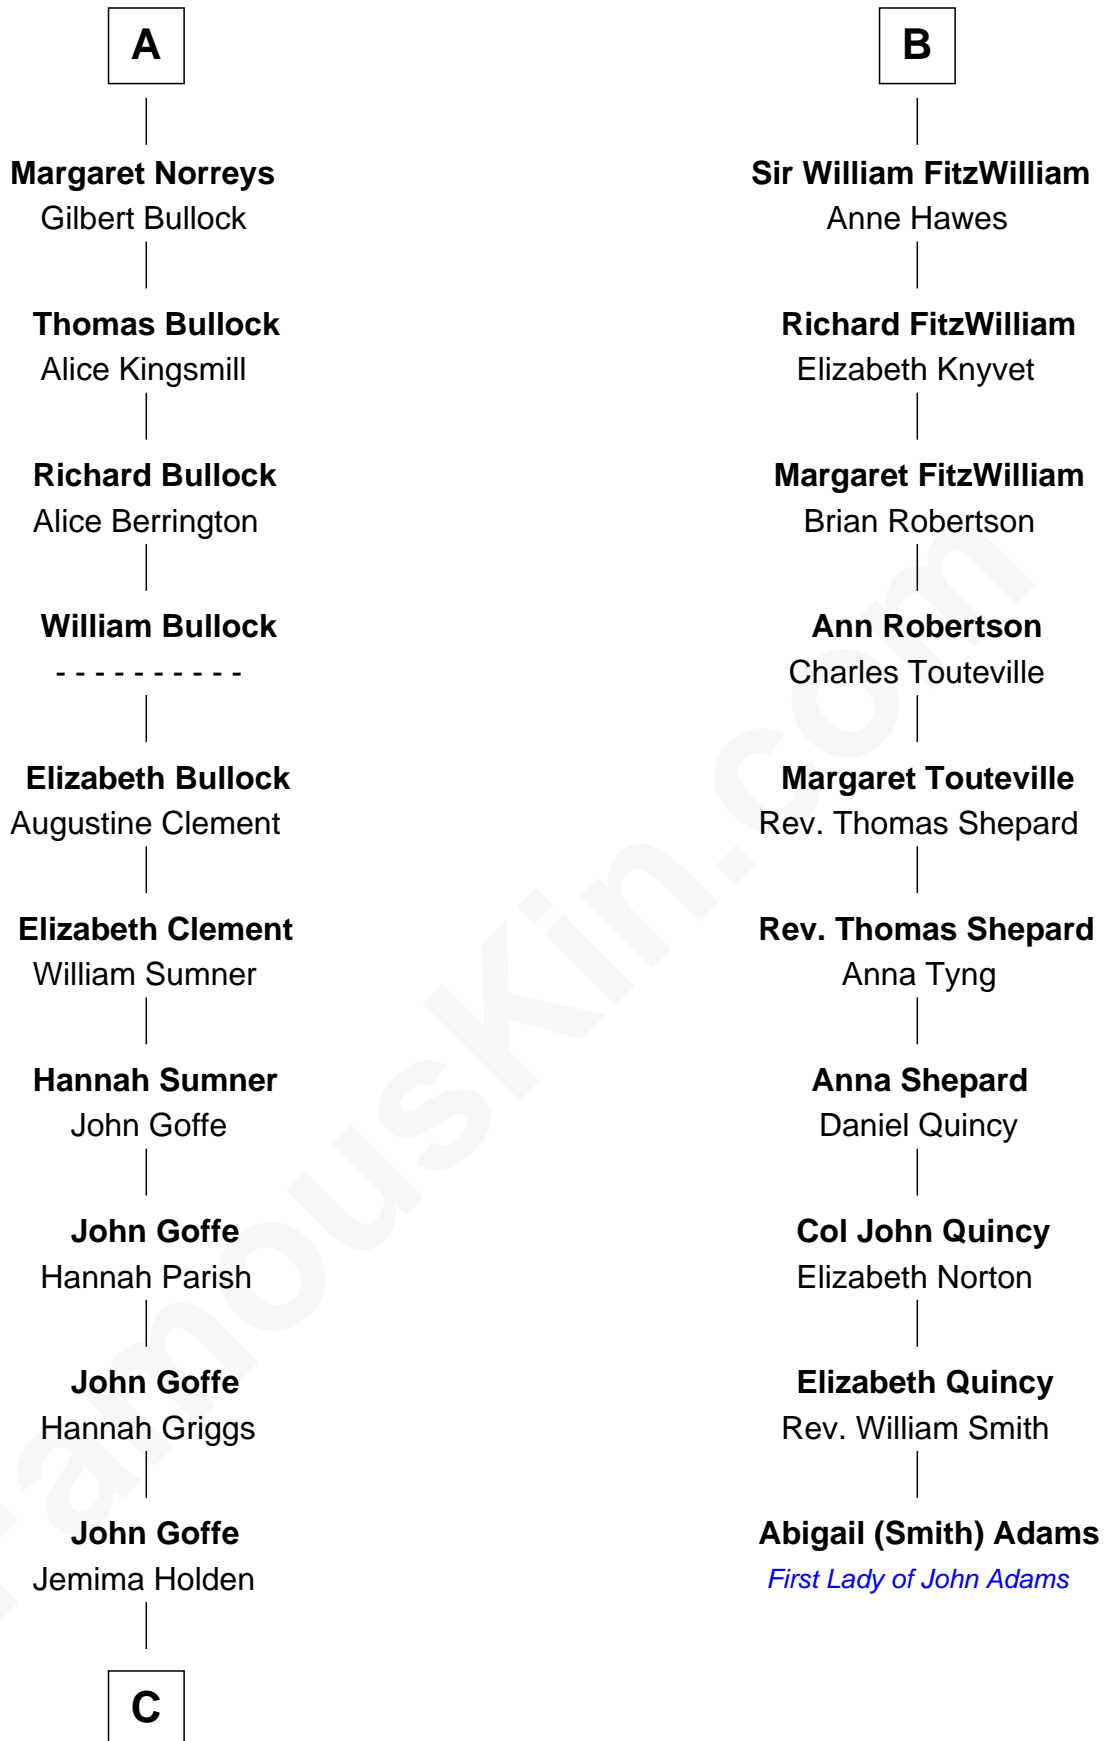 A
Margaret Norreys
Gilbert Bullock
Thomas Bullock
Alice Kingsmill
Richard Bullock
Alice Berrington
William Bullock
- - - - - - - - - -
Elizabeth Bullock
Augustine Clement
Elizabeth Clement
William Sumner
Hannah Sumner
John Goffe
John Goffe
Hannah Parish
John Goffe
Hannah Griggs
John Goffe
Jemima Holden
C
B
Sir William FitzWilliam
Anne Hawes
Richard FitzWilliam
Elizabeth Knyvet
Margaret FitzWilliam
Brian Robertson
Ann Robertson
Charles Touteville
Margaret Touteville
Rev. Thomas Shepard
Rev. Thomas Shepard
Anna Tyng
Anna Shepard
Daniel Quincy
Col John Quincy
Elizabeth Norton
Elizabeth Quincy
Rev. William Smith
Abigail (Smith) Adams
First Lady of John Adams
FamousKin.com